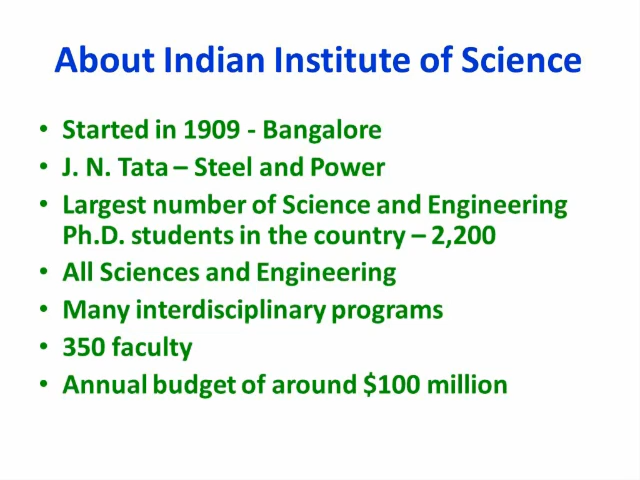 About Indian Institute of Science
• Started in 1909 - Bangalore
• J. N. Tata – Steel and Power
• Largest number of Science and Engineering
Ph.D. students in the country – 2,200
• All Sciences and Engineering
• Many interdisciplinary programs
• 350 faculty
• Annual budget of around $100 million